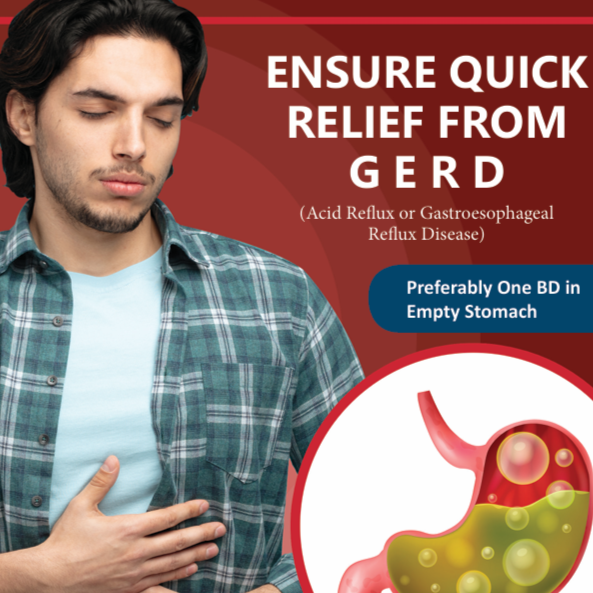 ENSURE QUICK
RELIEF FROM
G E R D
(Acid Reflux or Gastroesophageal
Reflux Disease)
Preferably One BD in
Empty Stomach